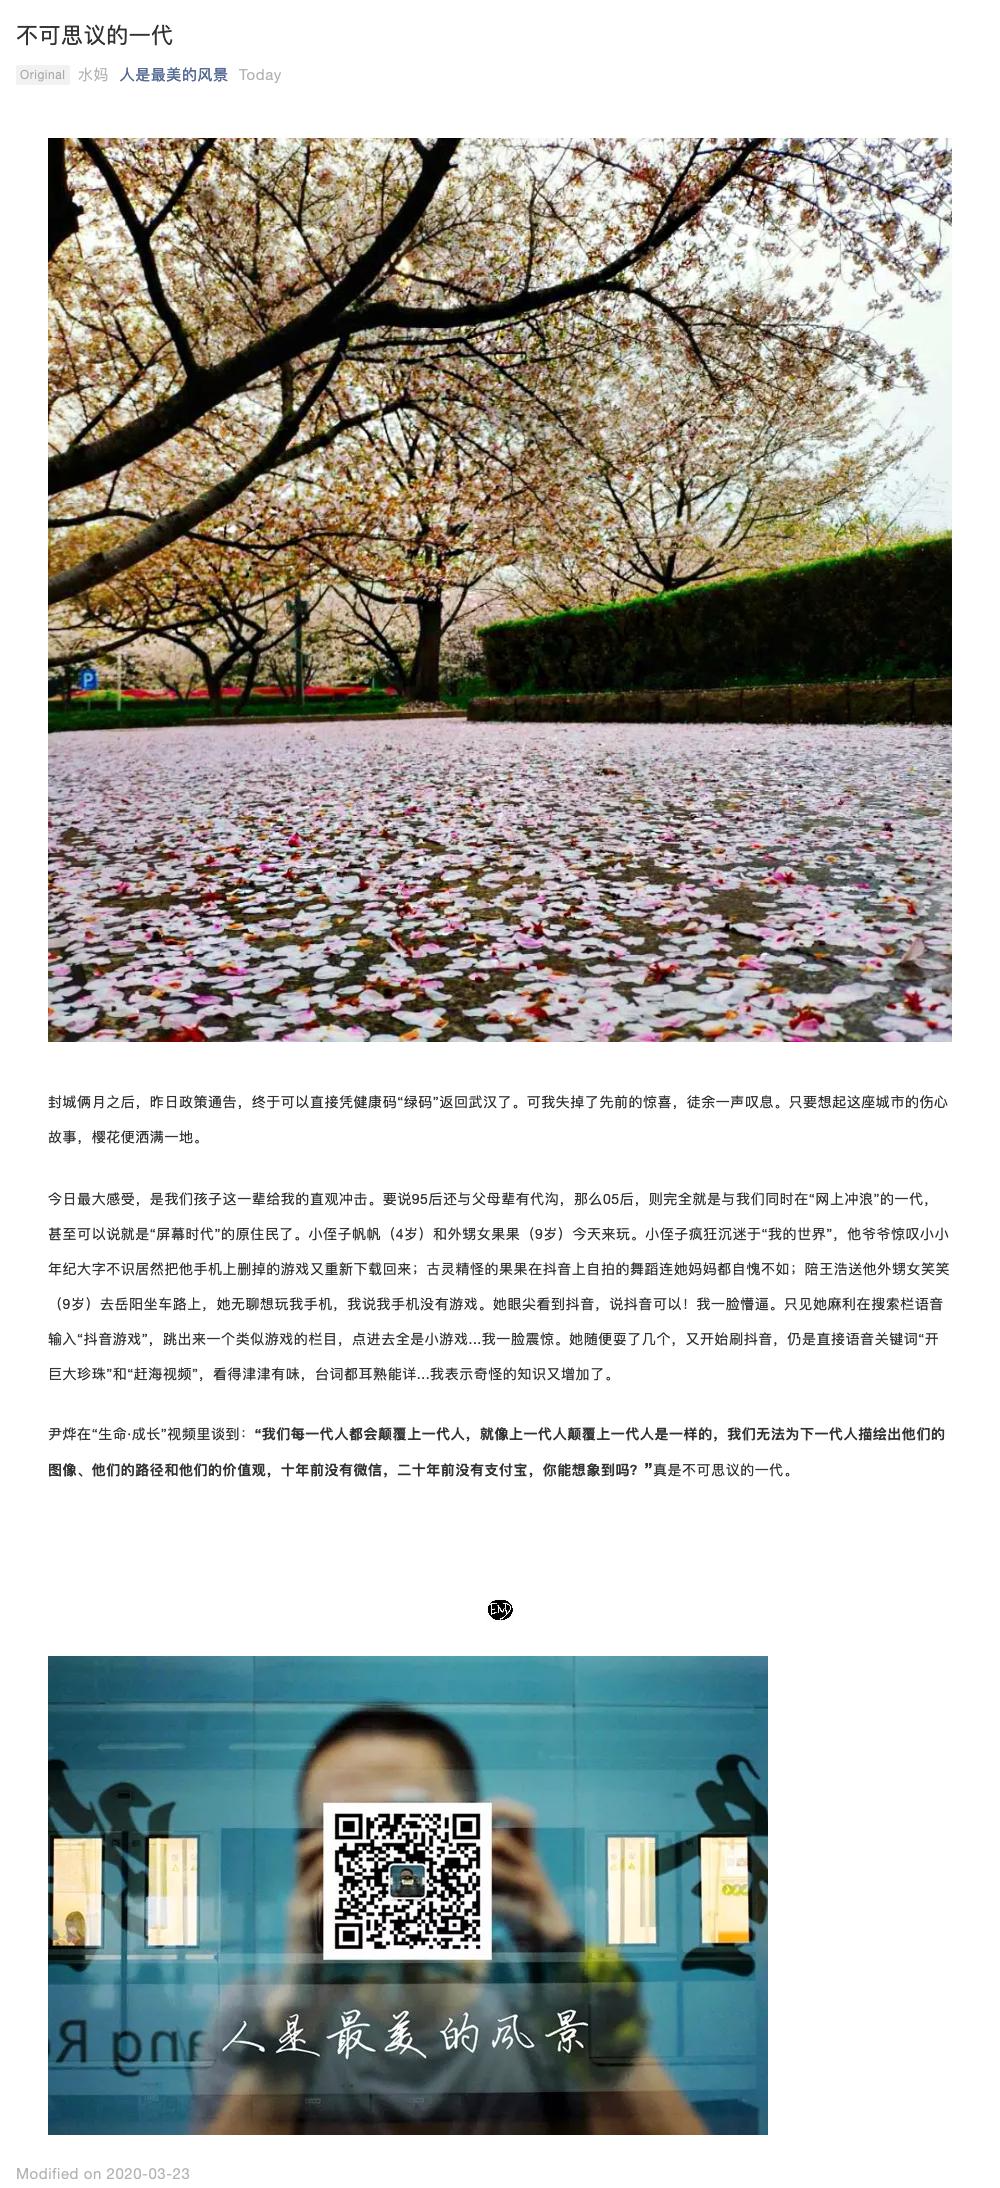 不可思议的一代
Original 水妈 人是最美的风景 Today
P
封城俩月之后，昨日政策通告，终于可以直接凭健康码“绿码”返回武汉了。可我失掉了先前的惊喜，徒余一声叹息。只要想起这座城市的伤心
故事，樱花便洒满一地。
今日最大感受，是我们孩子这一辈给我的直观冲击。要说95后还与父母辈有代沟，那么05后，则完全就是与我们同时在“网上冲浪”的一代，
甚至可以说就是“屏幕时代”的原住民了。小侄子帆帆（4岁）和外甥女果果（9岁）今天来玩。小侄子疯狂沉迷于“我的世界”，他爷爷惊叹小小
年纪大字不识居然把他手机上删掉的游戏又重新下载回来；古灵精怪的果果在抖音上自拍的舞蹈连她妈妈都自愧不如；陪王浩送他外甥女笑笑
（9岁）去岳阳坐车路上，她无聊想玩我手机，我说我手机没有游戏。她眼尖看到抖音，说抖音可以！我一脸懵逼。只见她麻利在搜索栏语音
输入“抖音游戏”，跳出来一个类似游戏的栏目，点进去全是小游戏...我一脸震惊。她随便耍了几个，又开始刷抖音，仍是直接语音关键词“开
巨大珍珠”和“赶海视频”，看得津津有味，台词都耳熟能详...我表示奇怪的知识又增加了。
尹烨在“生命·成长”视频里谈到：“我们每一代人都会颠覆上一代人，就像上一代人颠覆上一代人是一样的，我们无法为下一代人描绘出他们的
图像、他们的路径和他们的价值观，十年前没有微信，二十年前没有支付宝，你能想象到吗？”真是不可思议的一代。
END
人是最美的风景
Modified on 2020-03-23